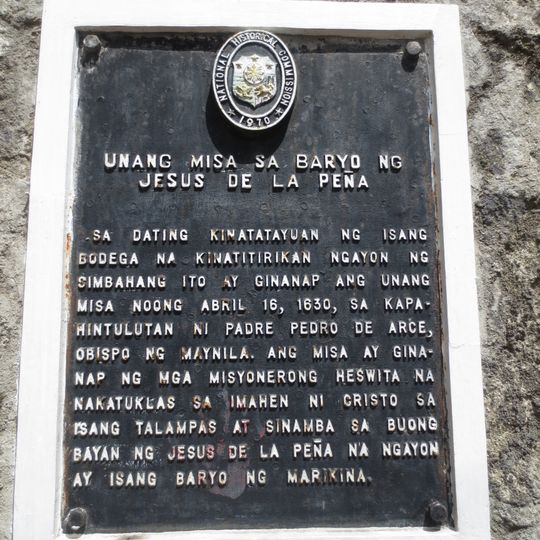 NATIONAL HISTORICAL COMMISSION
1970
UNANG MISA SA BARYO NG
JESUS DE LA PEÑA
SA DATING KINATATAYUAN NG ISANG
BODEGA NA KINATITIRIKAN NGAYON NG
SIMBAHANG ITO AY GINANAP ANG UNANG
MISA NOONG ABRIL 16, 1630, SA KAPA-
HINTULUTAN NI PADRE PEDRO DE ARCE,
OBISPO NG MAYNILA. ANG MISA AY GINA-
NAP NG MGA MISYONERONG HESWITA NA
NAKATUKLAS SA IMAHEN NI CRISTO SA
ISANG TALAMPAS AT SINAMBA SA BUONG
BAYAN NG JESUS DE LA PEÑA NA NGAYON
AY ISANG BARYO NG MARIKINA.